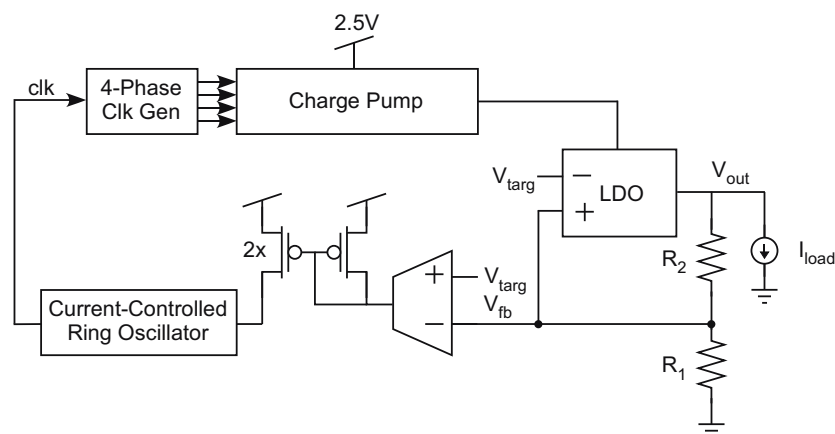 2.5V
clk
4-Phase
Clk Gen
Charge Pump
V_targ
− LDO
+
V_out
I_load
2x
R_2
+ V_targ
− V_fb
Current-Controlled
Ring Oscillator
R_1